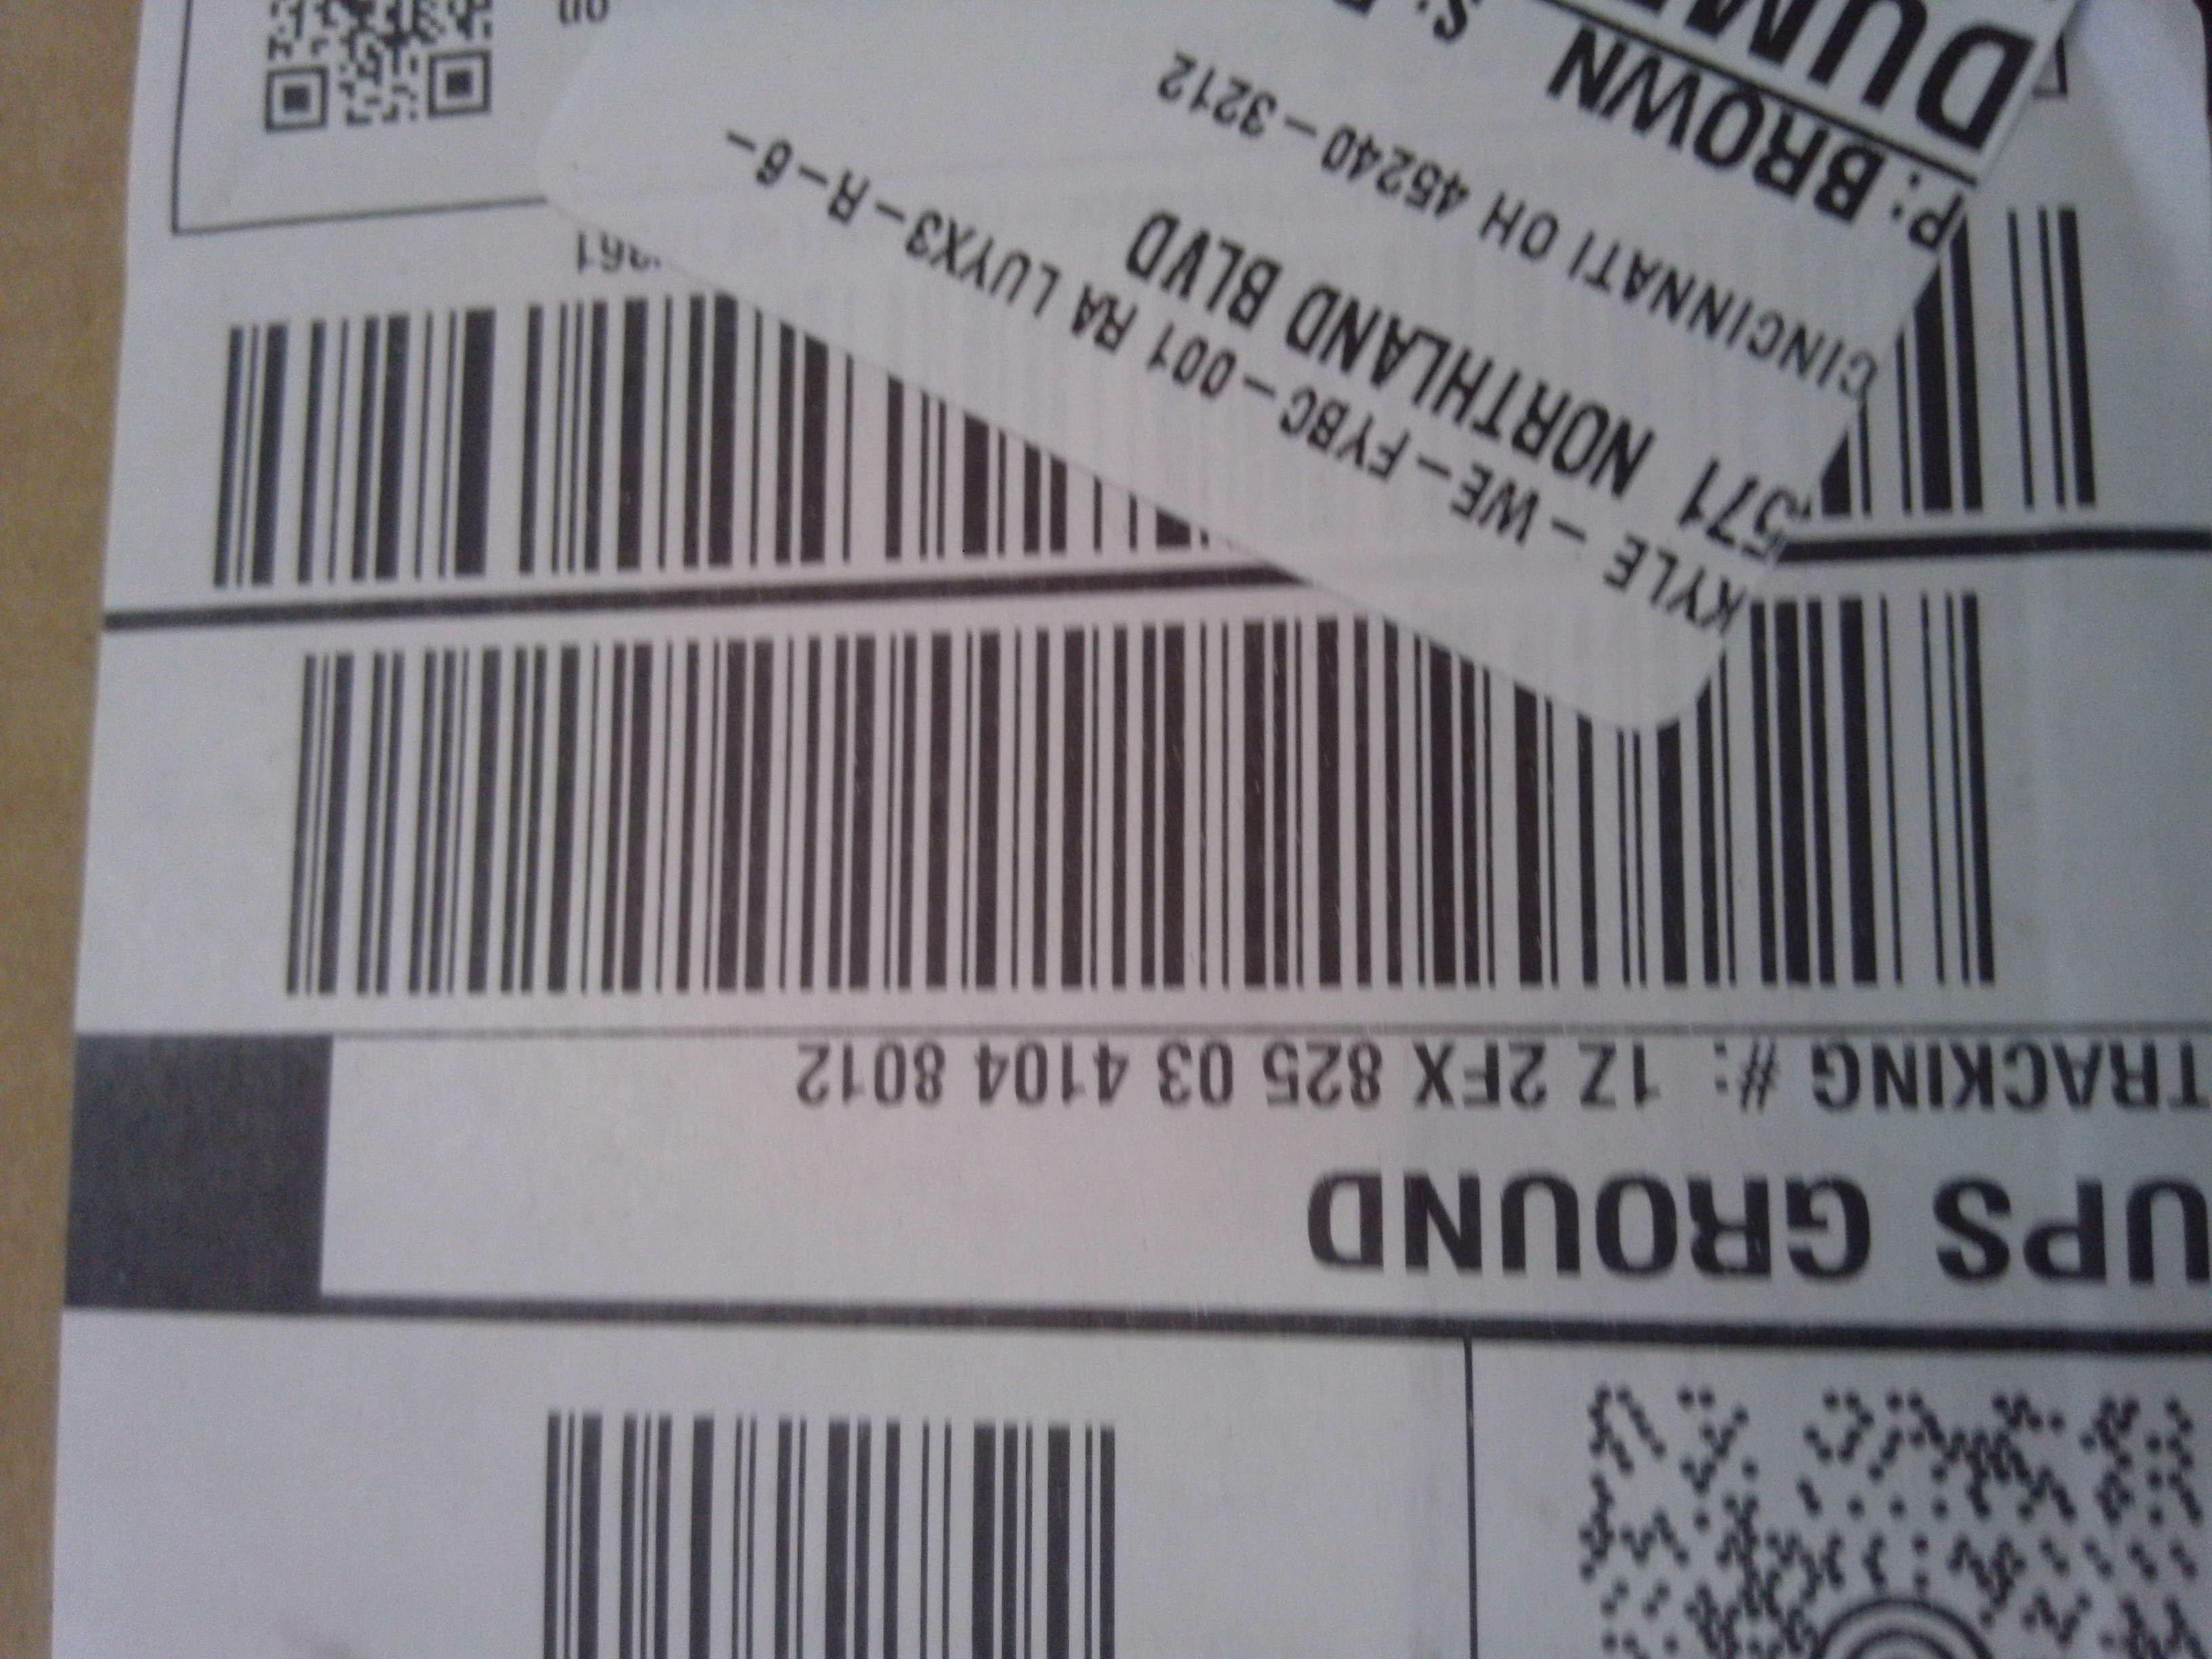 UPS GROUND
TRACKING #: 1Z 2FX 825 03 4104 8012
KYLE - WE-FYBC-001 RA LUYX3-R-6-
571 NORTHLAND BLVD
CINCINNATI OH 45240-3212
P: BROWN S: